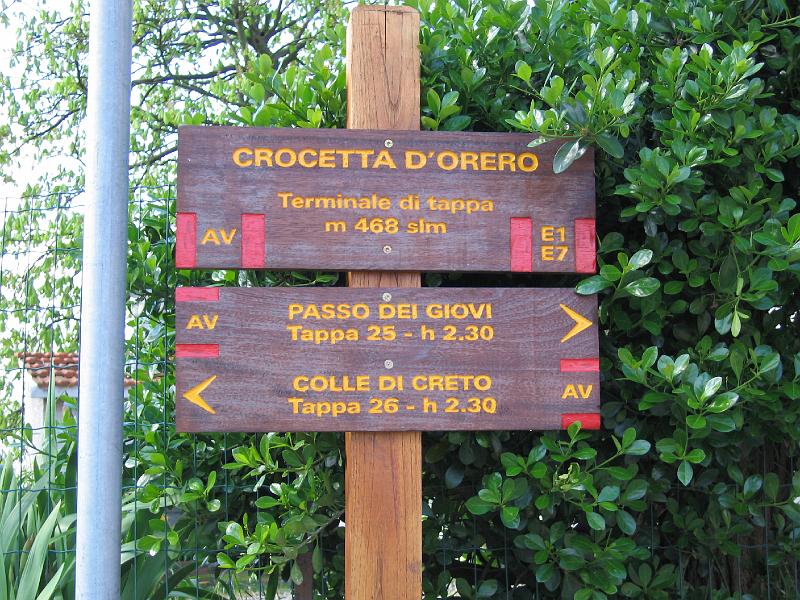 CROCETTA D'ORERO
Terminale di tappa
m 468 slm
AV
E1
E7
AV
PASSO DEI GIOVI
Tappa 25 - h 2.30
COLLE DI CRETO
Tappa 26 - h 2.30
AV